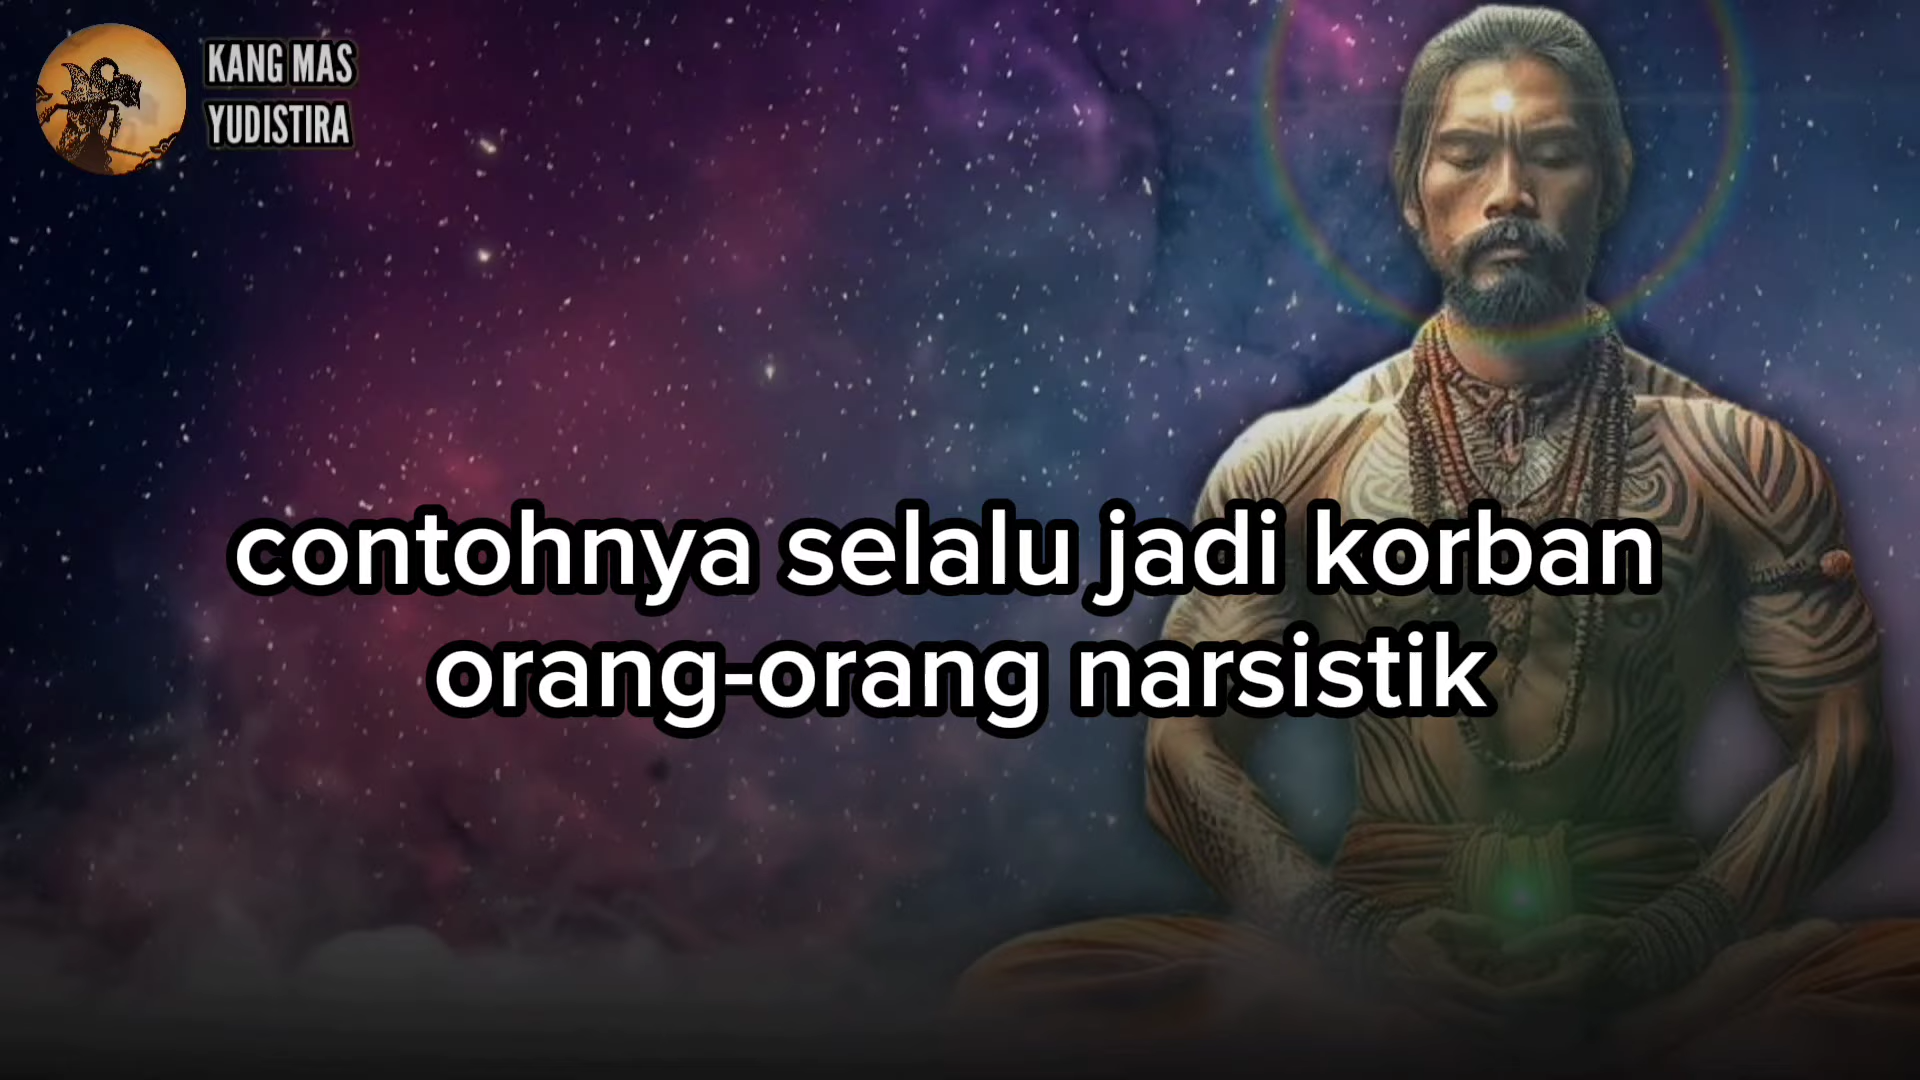 KANG MAS
YUDISTIRA
contohnya selalu jadi korban
orang-orang narsistik